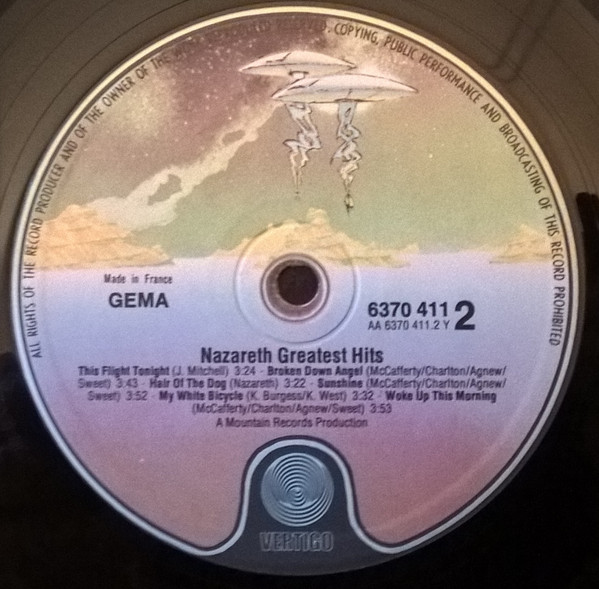 ALL RIGHTS OF THE RECORD PRODUCER AND OF THE OWNER OF THE WORK REPRODUCED RESERVED. COPYING, PUBLIC PERFORMANCE AND BROADCASTING OF THIS RECORD PROHIBITED
Made in France
GEMA
6370 411 2
AA 6370 411.2 Y
Nazareth Greatest Hits
This Flight Tonight (J. Mitchell) 3:24 · Broken Down Angel (McCafferty/Charlton/Agnew/
Sweet) 3:43 · Hair Of The Dog (Nazareth) 3:22 · Sunshine (McCafferty/Charlton/Agnew/
Sweet) 3:52 · My White Bicycle (K. Burgess/K. West) 3:32 · Woke Up This Morning
(McCafferty/Charlton/Agnew/Sweet) 3:53
A Mountain Records Production
VERTIGO